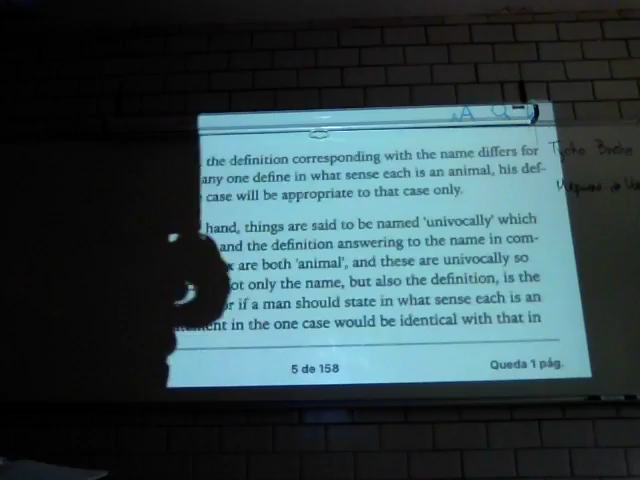 A
the definition corresponding with the name differs for
any one define in what sense each is an animal, his def-
case will be appropriate to that case only.
hand, things are said to be named 'univocally' which
and the definition answering to the name in com-
x are both 'animal', and these are univocally so
ot only the name, but also the definition, is the
or if a man should state in what sense each is an
ment in the one case would be identical with that in
5 de 158
Queda 1 pág.
Tycho Brahe